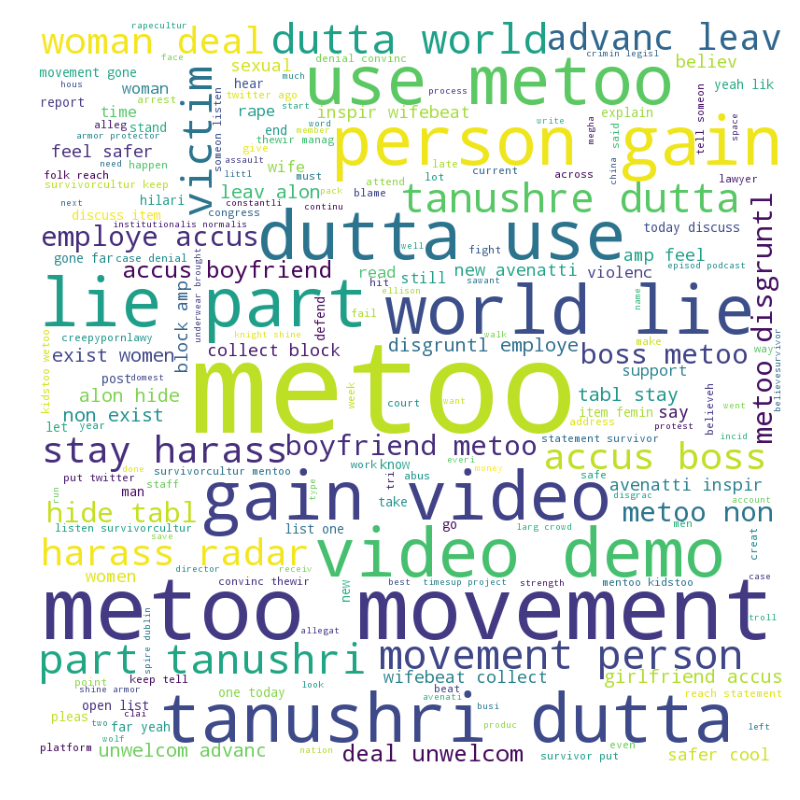 rapecultur
woman deal
dutta world
advanc leav
face
denial convinc
crimin legisl
movement gone
sexual
use metoo
much
process
believ
hous
woman
hear
twitter ago
yeah lik
report
time
arrest
rape
start
inspir wifebeat
explain
armor protector
word
write
alleg
stand
victim
someon listen
end
member
person gain
megha
tell someon
space
need
happen
thewir manag
give
china
said
feel safer
assault
wife
late
current
across
folk reach
littl
must
attend
lot
lawyer
survivorcultur keep
hilari
leav alon
pack
blame
tanushre dutta
next
discuss item
constantli
congress
institutionalis normalis
continu
employe accus
dutta use
well
fight
today discuss
gone far
case denial
underwear brought
read
still
sawant
episod podcast
amp feel
accus boyfriend
hit
new avenatti
violenc
lie part
block amp
ellison
world lie
name
metoo disgruntl
fail
creepypornlawy
knight shine
defend
walk
make
exist women
collect block
disgruntl employe
boss metoo
way
believesurvivor
kidstoo wetoo
post
domest
metoo
week
want
item femin
support
alon hide
tabl stay
believeh
went
non exist
court
address
say
let
year
protest
incid
stay harass
boyfriend metoo
statement survivor
accus boss
put twitter
done
survivorcultur mentoo
work
know
everi
safe
avenatti inspir
run
man
staff
type
tri
abus
money
disgrac
hide tabl
gain video
take
account
metoo non
listen survivorcultur
list one
go
larg crowd
men
creat
save
harass radar
video demo
director
receiv
new
women
convinc thewir
best
timesup project
strength
mentoo kidstoo
case
metoo movement
allegat
troll
spire dublin
part tanushri
movement person
point
keep tell
beat
wifebeat collect
girlfriend accus
shine armor
one today
look
avenati
reach statement
open list
clai
busi
pleas
two
far yeah
tanushri dutta
produc
even
left
wolf
nation
platform
unwelcom advanc
deal unwelcom
survivor put
safer cool